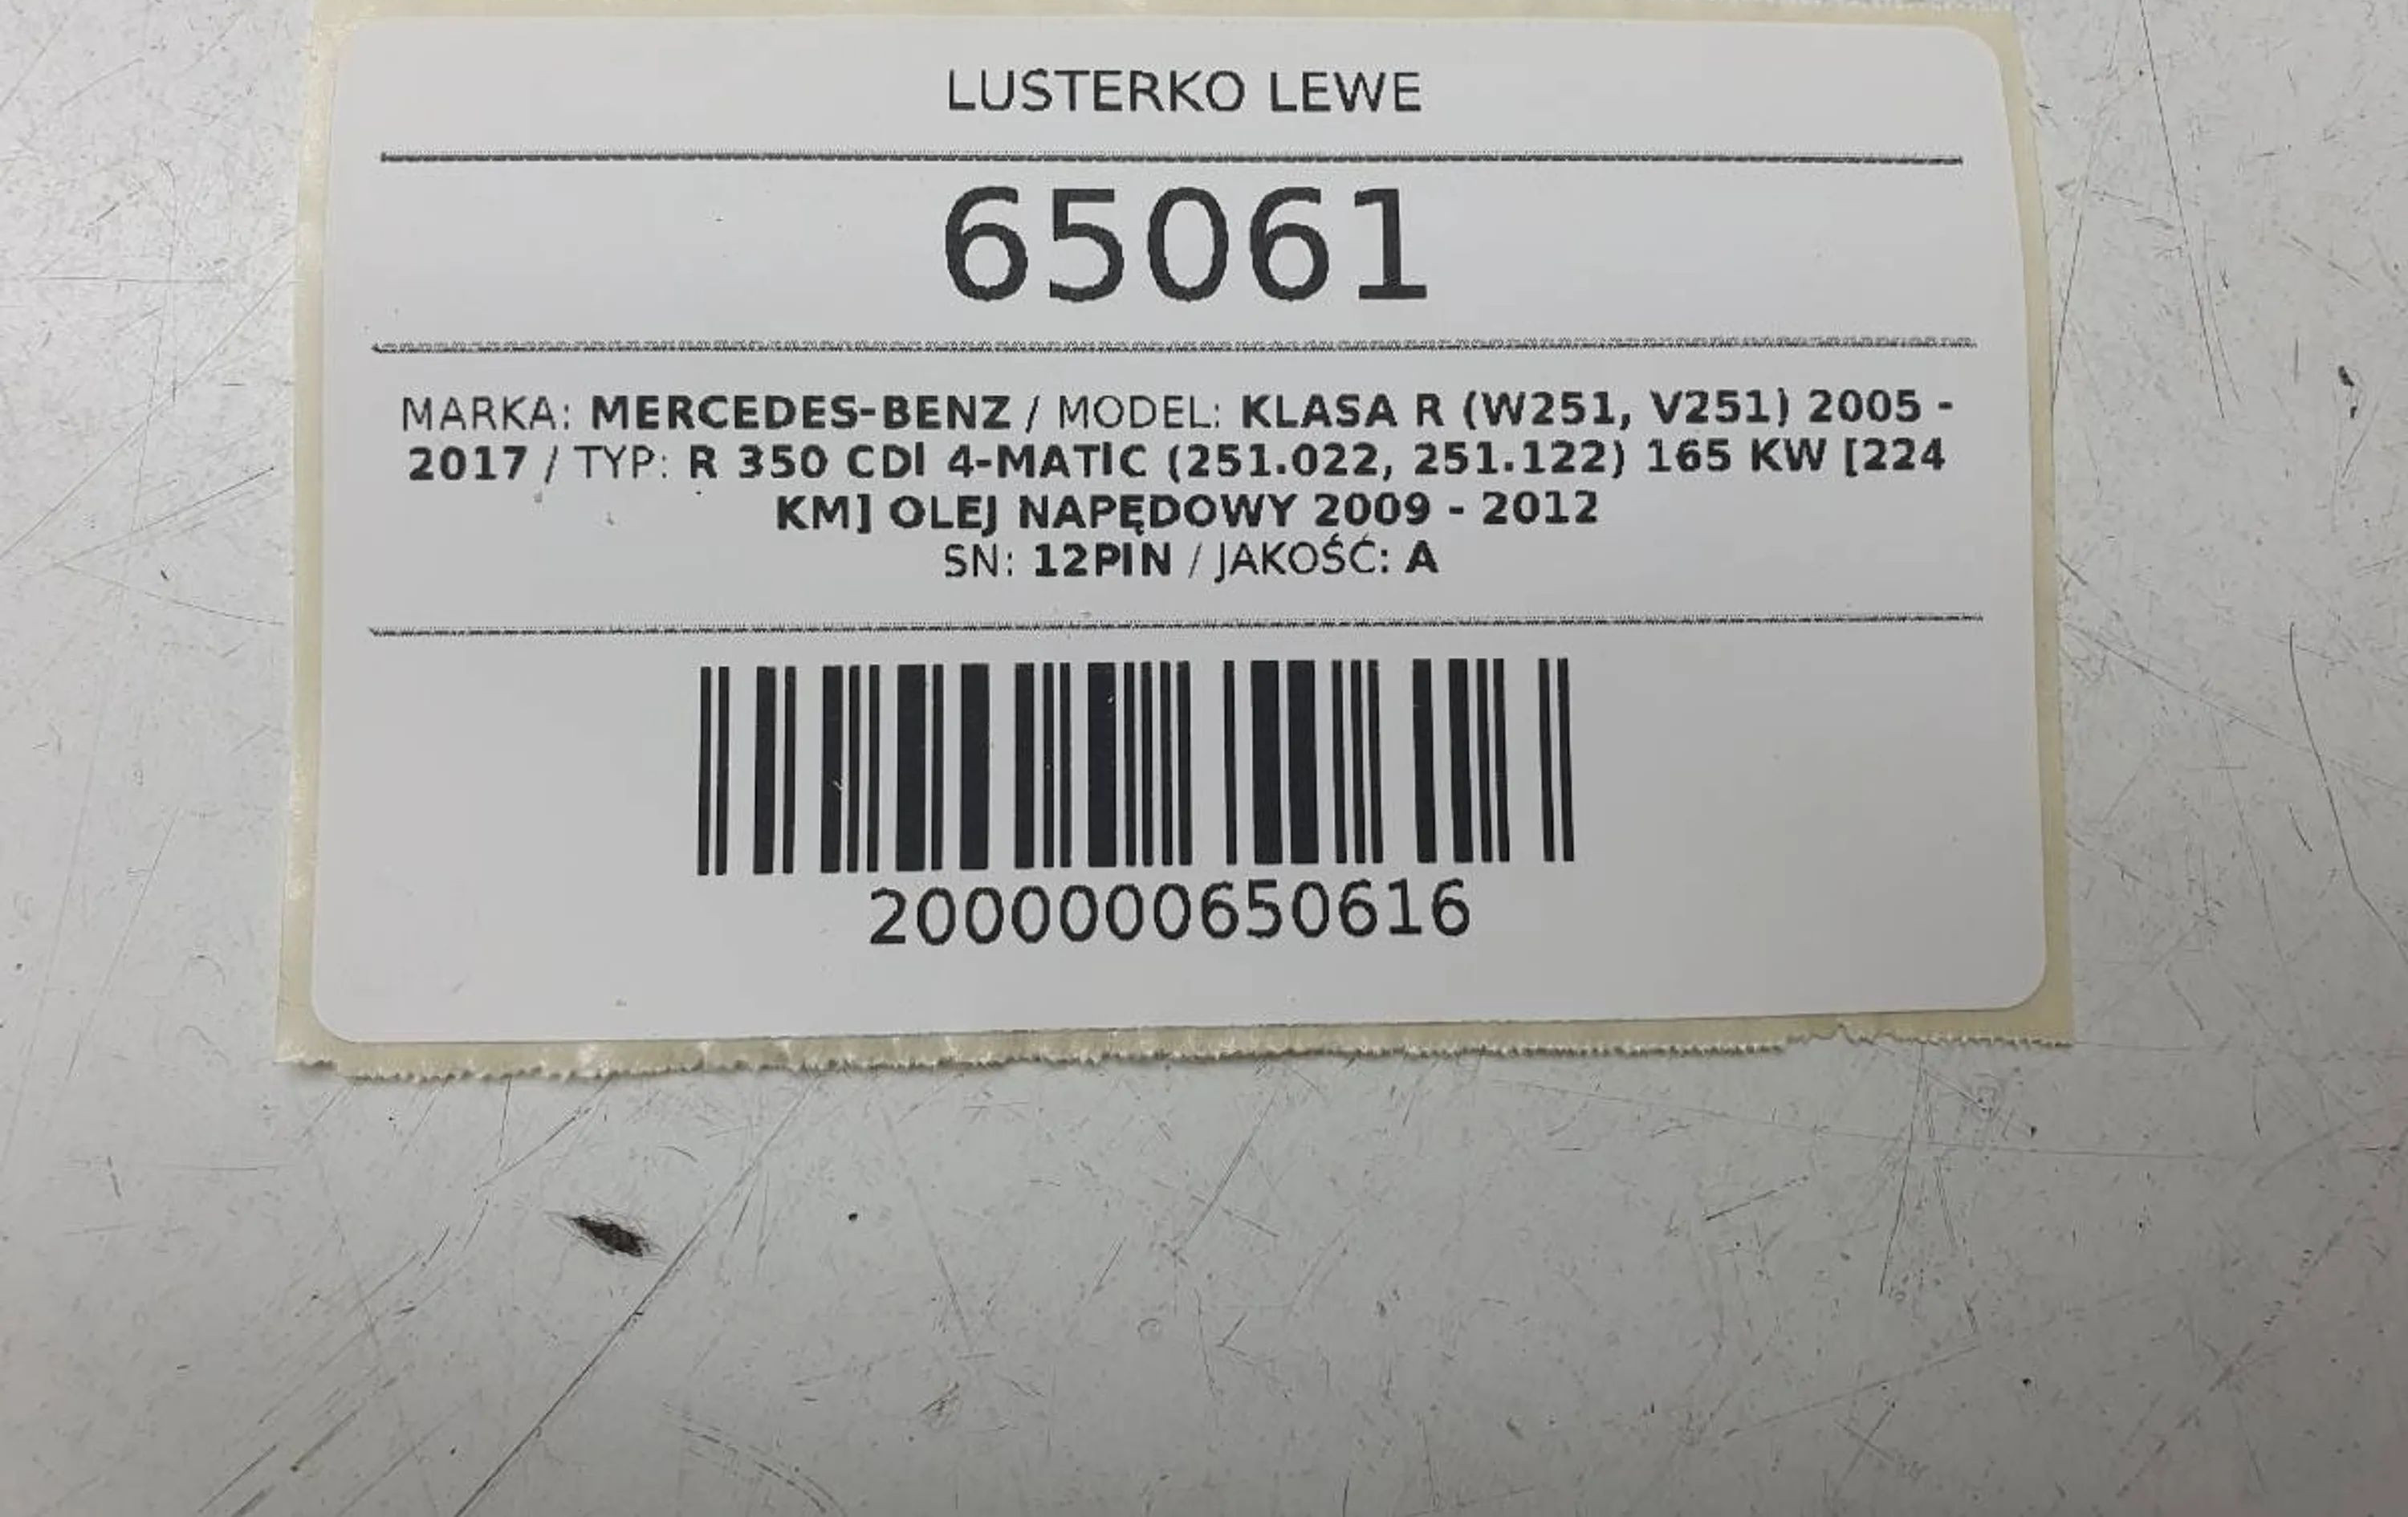 LUSTERKO LEWE
65061
MARKA: MERCEDES-BENZ / MODEL: KLASA R (W251, V251) 2005 -
2017 / TYP: R 350 CDI 4-MATIC (251.022, 251.122) 165 KW [224
KM] OLEJ NAPĘDOWY 2009 - 2012
SN: 12PIN / JAKOŚĆ: A
2000000650616